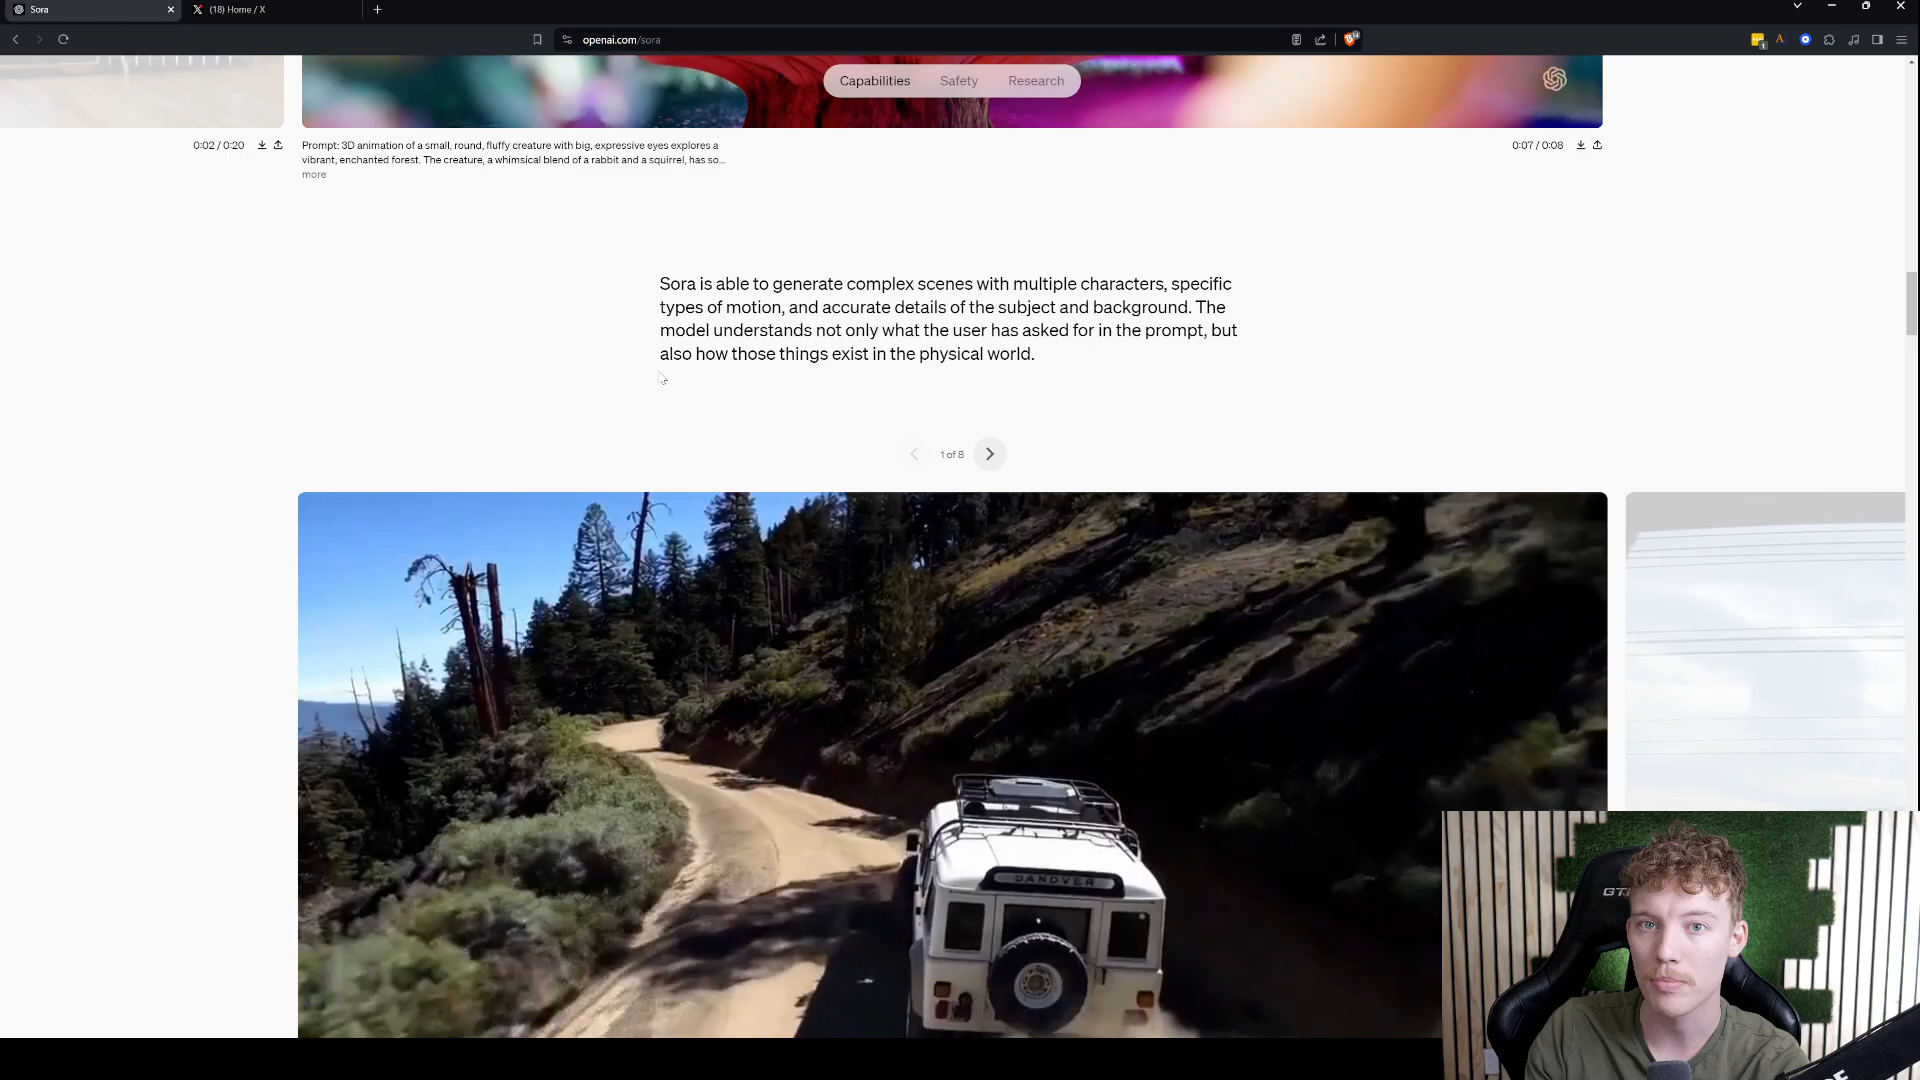 Sora
(18) Home / X
openai.com/sora
Capabilities
Safety
Research
0:02 / 0:20
Prompt: 3D animation of a small, round, fluffy creature with big, expressive eyes explores a
vibrant, enchanted forest. The creature, a whimsical blend of a rabbit and a squirrel, has so...
more
0:07 / 0:08
Sora is able to generate complex scenes with multiple characters, specific
types of motion, and accurate details of the subject and background. The
model understands not only what the user has asked for in the prompt, but
also how those things exist in the physical world.
1 of 8
DANDVER